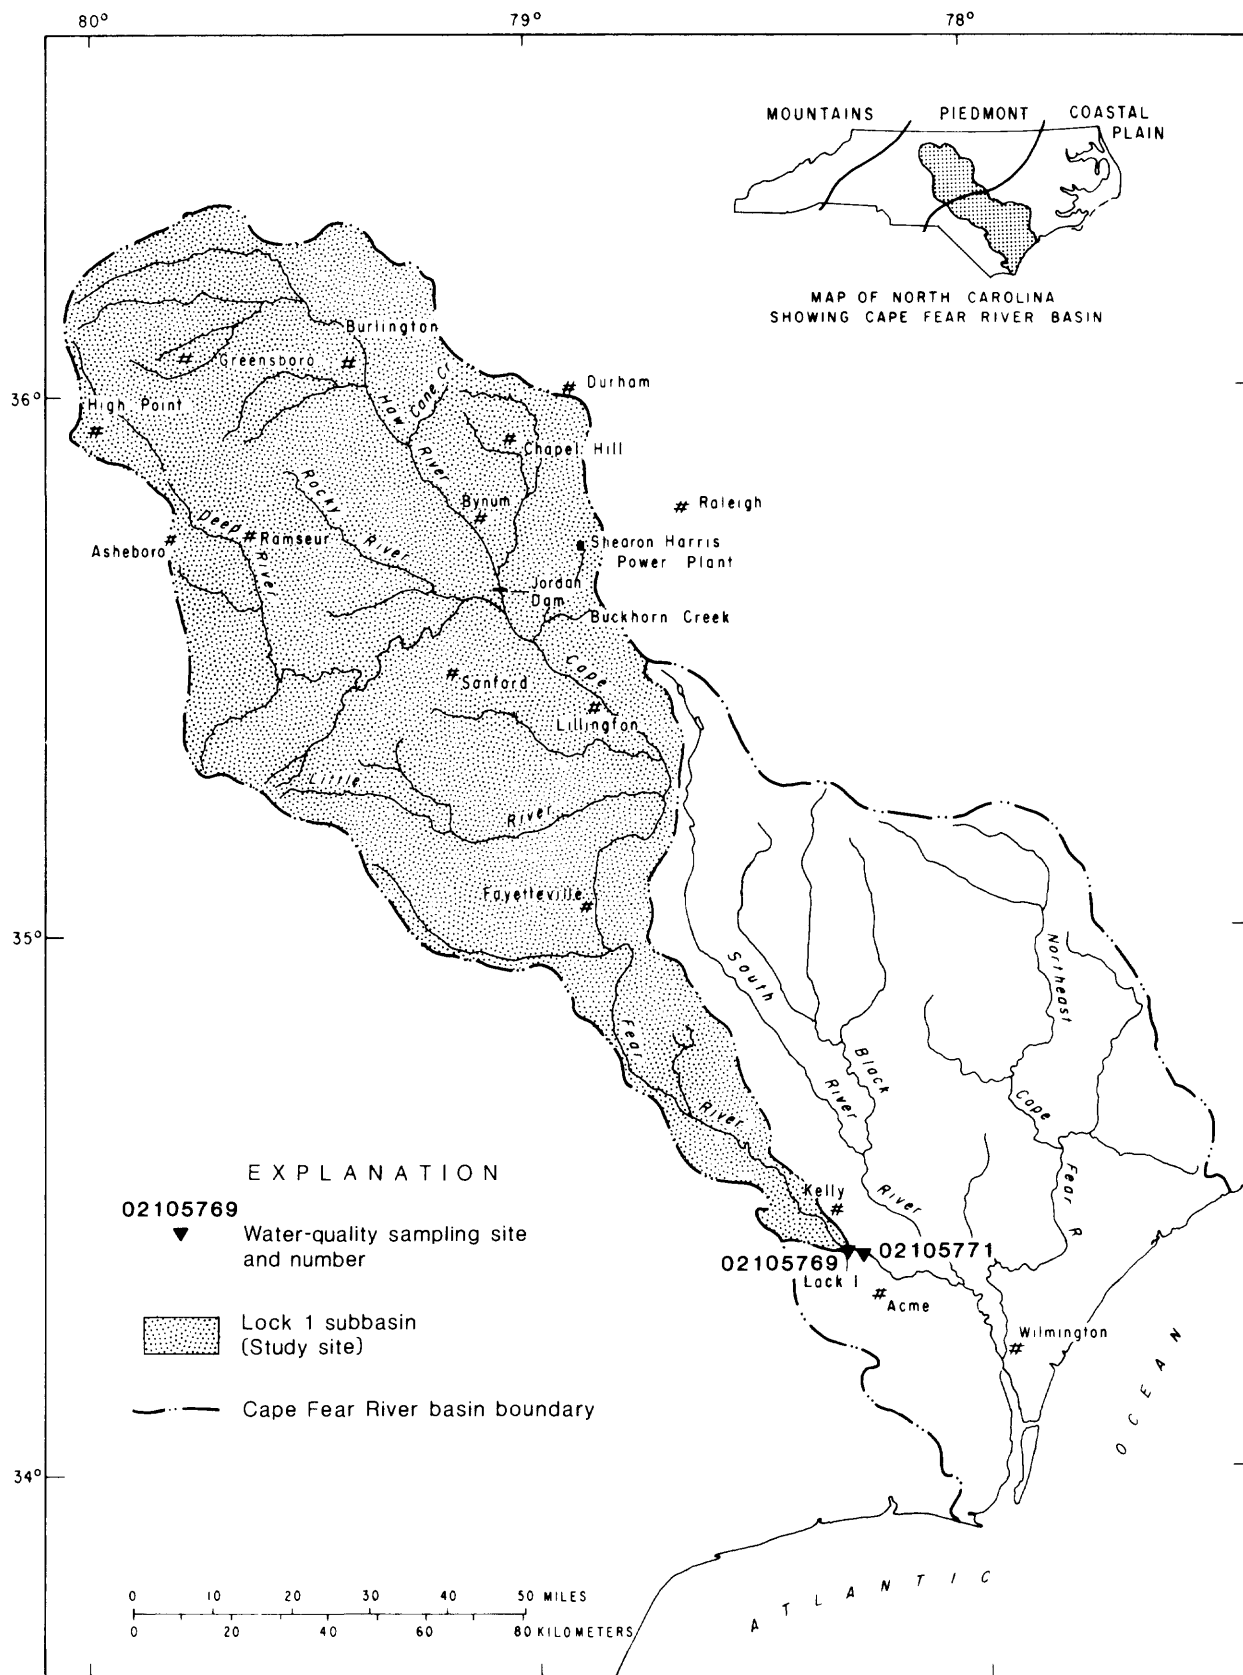 80°
79°
78°
MOUNTAINS
PIEDMONT
COASTAL
PLAIN
MAP OF NORTH CAROLINA
SHOWING CAPE FEAR RIVER BASIN
Burlington
Greensboro
36°
Durham
High Point
Haw
River
Cane Cr
Chapel Hill
Rocky
River
Bynum
Raleigh
Deep
River
Ramseur
Asheboro
Shearon Harris
Power Plant
Jordan
Dam
Buckhorn Creek
Cape
Sanford
Lillington
Little
River
Fayetteville
35°
South
River
Northeast
Fear
Black
Cape
River
EXPLANATION
02105769
Water-quality sampling site
and number
Kelly
River
Fear R
02105771
02105769
Lock 1
Acme
Lock 1 subbasin
(Study site)
Wilmington
Cape Fear River basin boundary
OCEAN
34°
ATLANTIC
0 10 20 30 40 50 MILES
0 20 40 60 80 KILOMETERS